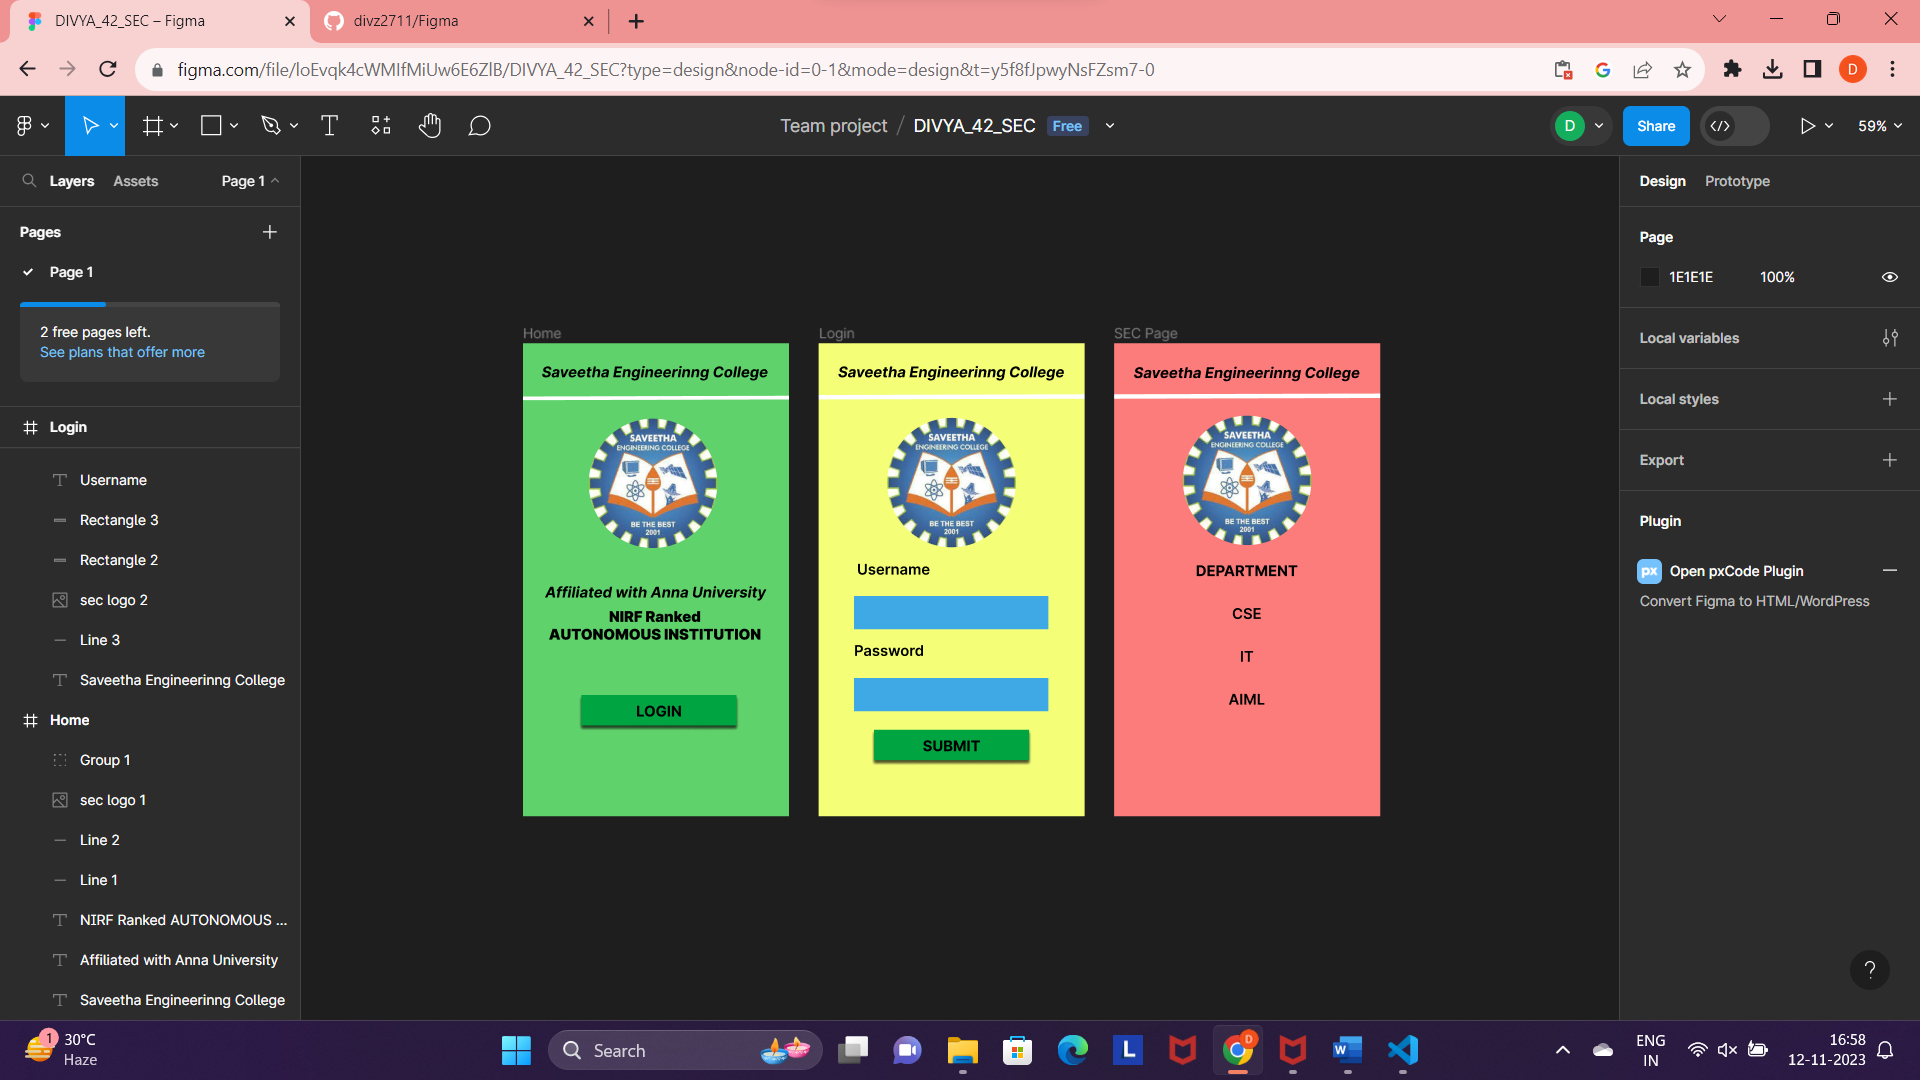 DIVYA_42_SEC – Figma
divz2711/Figma
figma.com/file/loEvqk4cWMIfMiUw6E6ZlB/DIVYA_42_SEC?type=design&node-id=0-1&mode=design&t=y5f8fJpwyNsFZsm7-0
D
Team project / DIVYA_42_SEC Free
D
Share
59%
Layers
Assets
Page 1
Design
Prototype
Pages
Page 1
2 free pages left.
See plans that offer more
Login
Username
Rectangle 3
Rectangle 2
sec logo 2
Line 3
Saveetha Engineerinng College
Home
Group 1
sec logo 1
Line 2
Line 1
NIRF Ranked AUTONOMOUS ...
Affiliated with Anna University
Saveetha Engineerinng College
Home
Saveetha Engineerinng College
SAVEETHA
ENGINEERING COLLEGE
BE THE BEST
2001
Affiliated with Anna University
NIRF Ranked
AUTONOMOUS INSTITUTION
LOGIN
Login
Saveetha Engineerinng College
SAVEETHA
ENGINEERING COLLEGE
BE THE BEST
2001
Username
Password
SUBMIT
SEC Page
Saveetha Engineerinng College
SAVEETHA
ENGINEERING COLLEGE
BE THE BEST
2001
DEPARTMENT
CSE
IT
AIML
Page
1E1E1E
100%
Local variables
Local styles
Export
Plugin
px
Open pxCode Plugin
Convert Figma to HTML/WordPress
?
1
30°C
Haze
Search
L
D
W
ENG
IN
16:58
12-11-2023